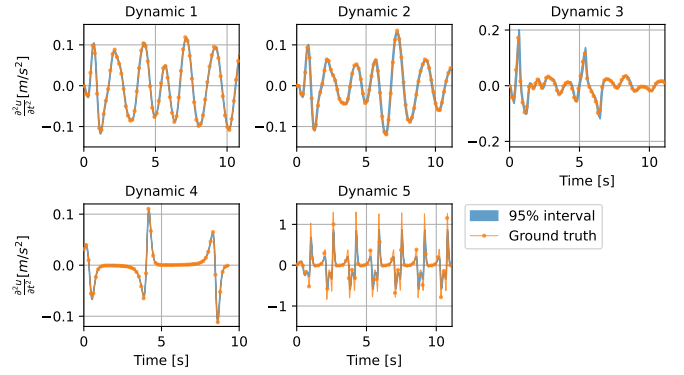 Dynamic 1 Dynamic 2 Dynamic 3
∂²u/∂t² [m/s²]
0.1
0.0
−0.1
0 5 10
0.1
0.0
−0.1
0 5 10
0.2
0.0
−0.2
0 5 10
Time [s]
Dynamic 4 Dynamic 5
∂²u/∂t² [m/s²]
0.1
0.0
−0.1
0 5 10
Time [s]
1
0
−1
0 5 10
Time [s]
95% interval
Ground truth